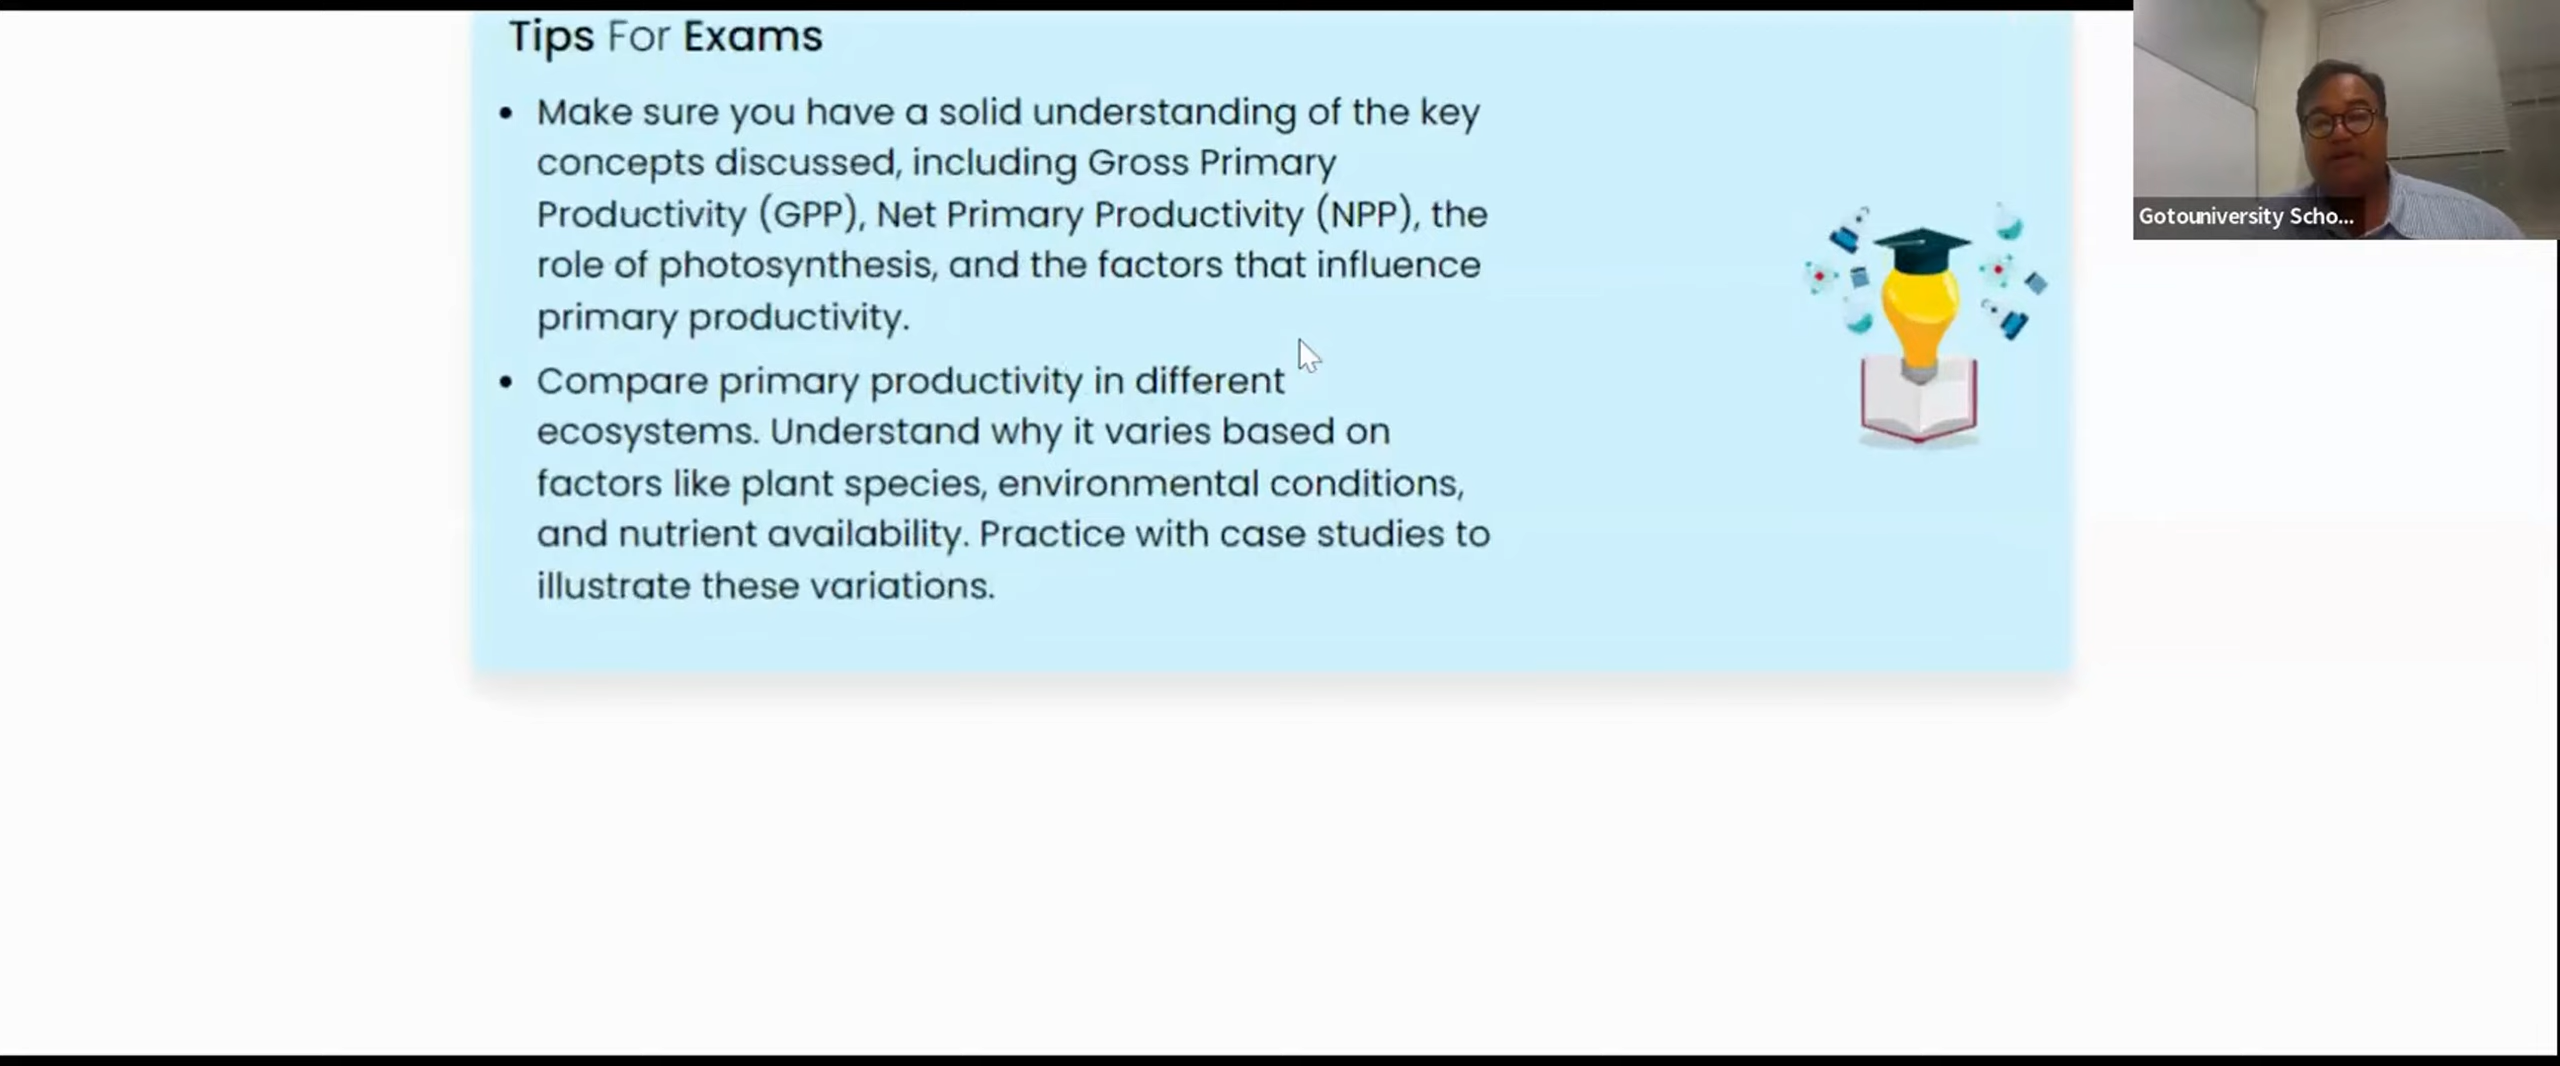 Tips For Exams
• Make sure you have a solid understanding of the key
concepts discussed, including Gross Primary
Productivity (GPP), Net Primary Productivity (NPP), the
role of photosynthesis, and the factors that influence
primary productivity.
• Compare primary productivity in different
ecosystems. Understand why it varies based on
factors like plant species, environmental conditions,
and nutrient availability. Practice with case studies to
illustrate these variations.
Gotouniversity Scho...